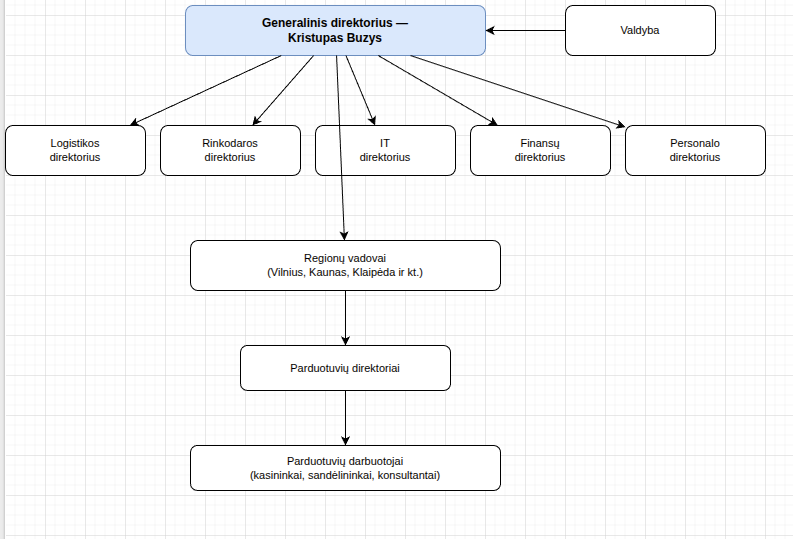 Generalinis direktorius —
Kristupas Buzys
Valdyba
Logistikos
direktorius
Rinkodaros
direktorius
IT
direktorius
Finansų
direktorius
Personalo
direktorius
Regionų vadovai
(Vilnius, Kaunas, Klaipėda ir kt.)
Parduotuvių direktoriai
Parduotuvių darbuotojai
(kasininkai, sandėlininkai, konsultantai)